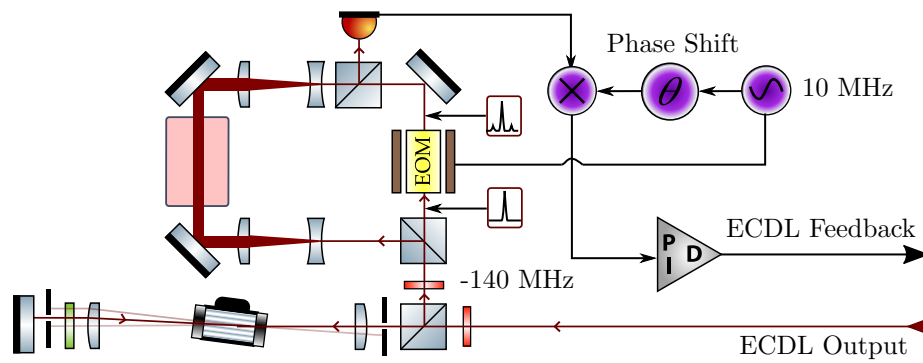 Phase Shift
θ
10 MHz
EOM
P
I D
ECDL Feedback
-140 MHz
ECDL Output